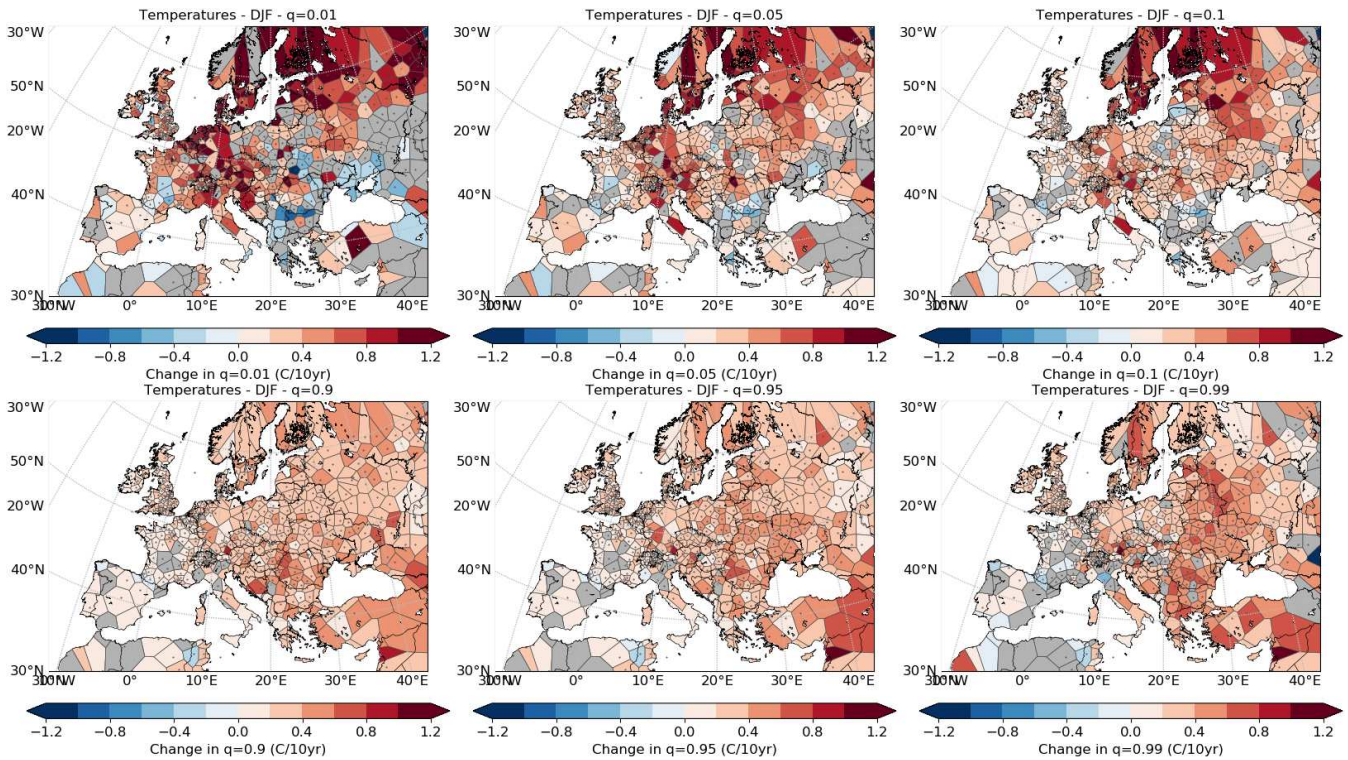 Temperatures - DJF - q=0.01 Temperatures - DJF - q=0.05 Temperatures - DJF - q=0.1
30°W 30°W 30°W
50°N 50°N 50°N
20°W 20°W 20°W
40°N 40°N 40°N
30°N 30°N 30°N
10°W 0° 10°E 20°E 30°E 40°E 10°W 0° 10°E 20°E 30°E 40°E 10°W 0° 10°E 20°E 30°E 40°E
−1.2 −0.8 −0.4 0.0 0.4 0.8 1.2 −1.2 −0.8 −0.4 0.0 0.4 0.8 1.2 −1.2 −0.8 −0.4 0.0 0.4 0.8 1.2
Change in q=0.01 (C/10yr) Change in q=0.05 (C/10yr) Change in q=0.1 (C/10yr)
Temperatures - DJF - q=0.9 Temperatures - DJF - q=0.95 Temperatures - DJF - q=0.99
30°W 30°W 30°W
50°N 50°N 50°N
20°W 20°W 20°W
40°N 40°N 40°N
30°N 30°N 30°N
10°W 0° 10°E 20°E 30°E 40°E 10°W 0° 10°E 20°E 30°E 40°E 10°W 0° 10°E 20°E 30°E 40°E
−1.2 −0.8 −0.4 0.0 0.4 0.8 1.2 −1.2 −0.8 −0.4 0.0 0.4 0.8 1.2 −1.2 −0.8 −0.4 0.0 0.4 0.8 1.2
Change in q=0.9 (C/10yr) Change in q=0.95 (C/10yr) Change in q=0.99 (C/10yr)